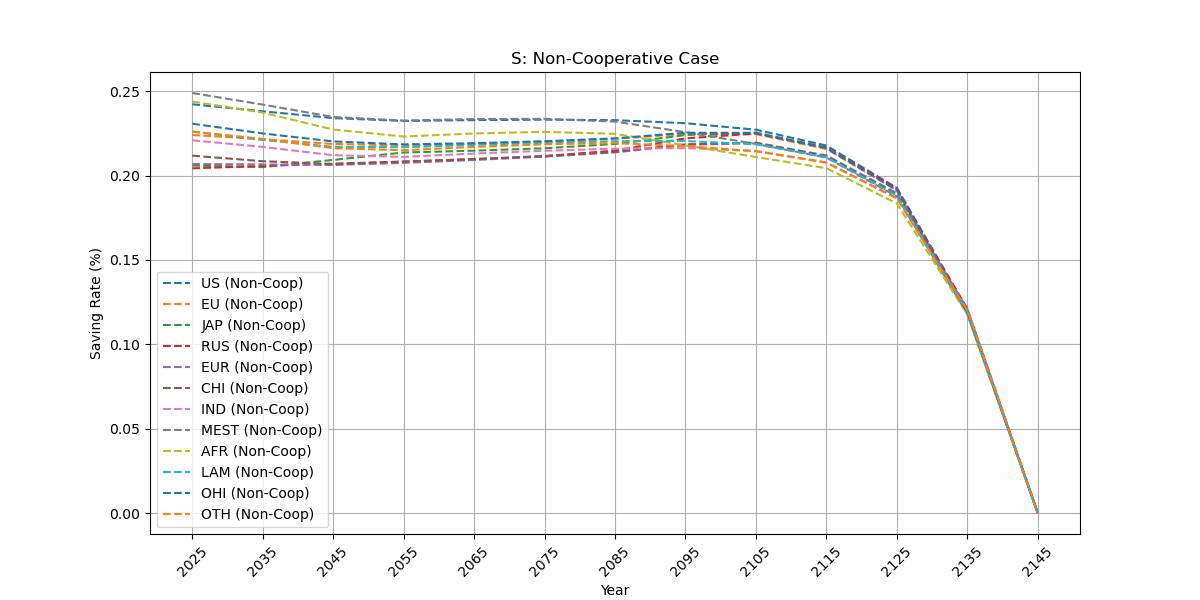 S: Non-Cooperative Case
Saving Rate (%)
0.25
0.20
0.15
0.10
0.05
0.00
US (Non-Coop)
EU (Non-Coop)
JAP (Non-Coop)
RUS (Non-Coop)
EUR (Non-Coop)
CHI (Non-Coop)
IND (Non-Coop)
MEST (Non-Coop)
AFR (Non-Coop)
LAM (Non-Coop)
OHI (Non-Coop)
OTH (Non-Coop)
2025 2035 2045 2055 2065 2075 2085 2095 2105 2115 2125 2135 2145
Year